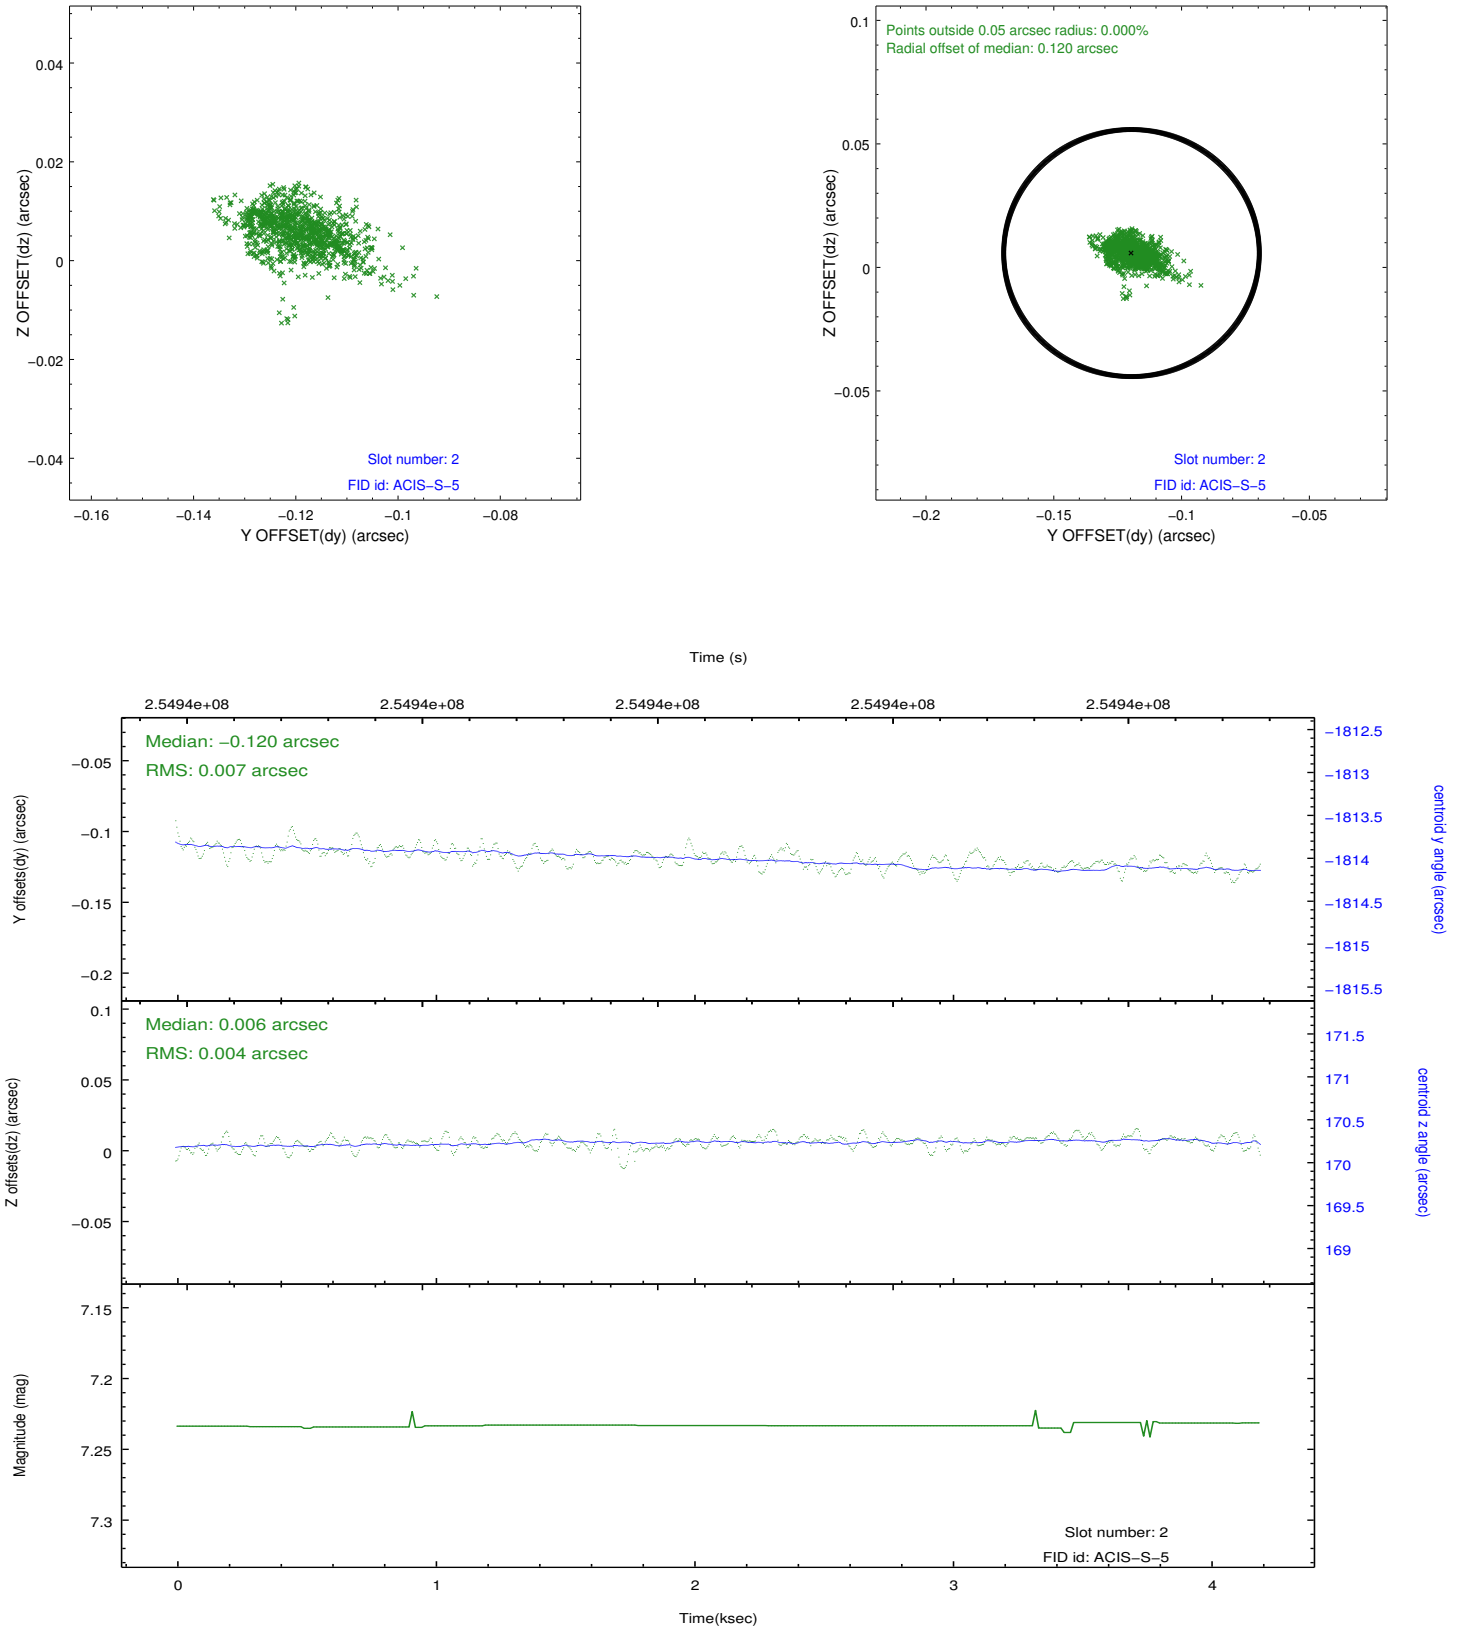 0.04
0.02
0
−0.02
−0.04
Z OFFSET(dz) (arcsec)
Slot number: 2
FID id: ACIS−S−5
−0.16 −0.14 −0.12 −0.1 −0.08
Y OFFSET(dy) (arcsec)
Points outside 0.05 arcsec radius: 0.000%
Radial offset of median: 0.120 arcsec
0.1
0.05
0
−0.05
Z OFFSET(dz) (arcsec)
Slot number: 2
FID id: ACIS−S−5
−0.2 −0.15 −0.1 −0.05
Y OFFSET(dy) (arcsec)
Time (s)
2.5494e+08 2.5494e+08 2.5494e+08 2.5494e+08 2.5494e+08
Median: −0.120 arcsec
RMS: 0.007 arcsec
−0.05
−0.1
−0.15
−0.2
Y offsets(dy) (arcsec)
−1812.5
−1813
−1813.5
−1814
−1814.5
−1815
−1815.5
centroid y angle (arcsec)
Median: 0.006 arcsec
RMS: 0.004 arcsec
0.1
0.05
0
−0.05
Z offsets(dz) (arcsec)
171.5
171
170.5
170
169.5
169
centroid z angle (arcsec)
7.15
7.2
7.25
7.3
Magnitude (mag)
Slot number: 2
FID id: ACIS−S−5
0 1 2 3 4
Time(ksec)